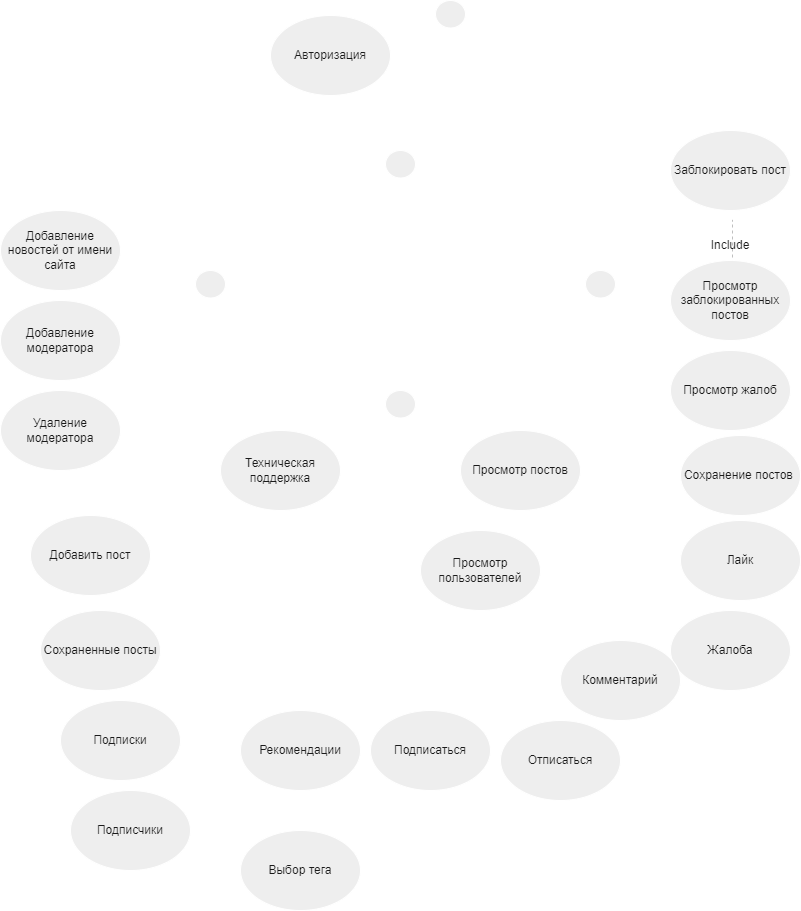 Авторизация
Заблокировать пост
Добавление
новостей от имени
сайта
Include
Просмотр
заблокированных
постов
Добавление
модератора
Просмотр жалоб
Удаление
модератора
Техническая
поддержка
Просмотр постов
Сохранение постов
Добавить пост
Просмотр
пользователей
Лайк
Сохраненные посты
Комментарий
Жалоба
Подписки
Рекомендации
Подписаться
Отписаться
Подписчики
Выбор тега